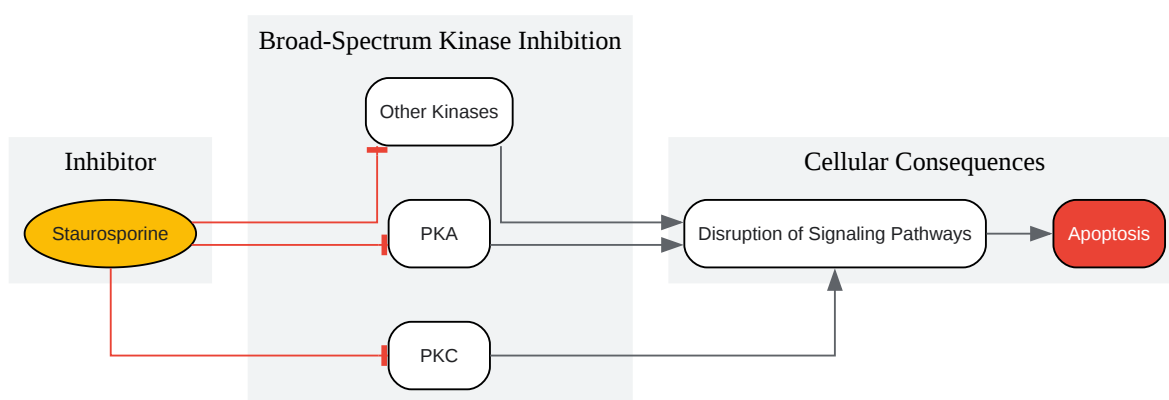 Broad-Spectrum Kinase Inhibition
Other Kinases
Inhibitor
Cellular Consequences
Staurosporine
PKA
Disruption of Signaling Pathways
Apoptosis
PKC